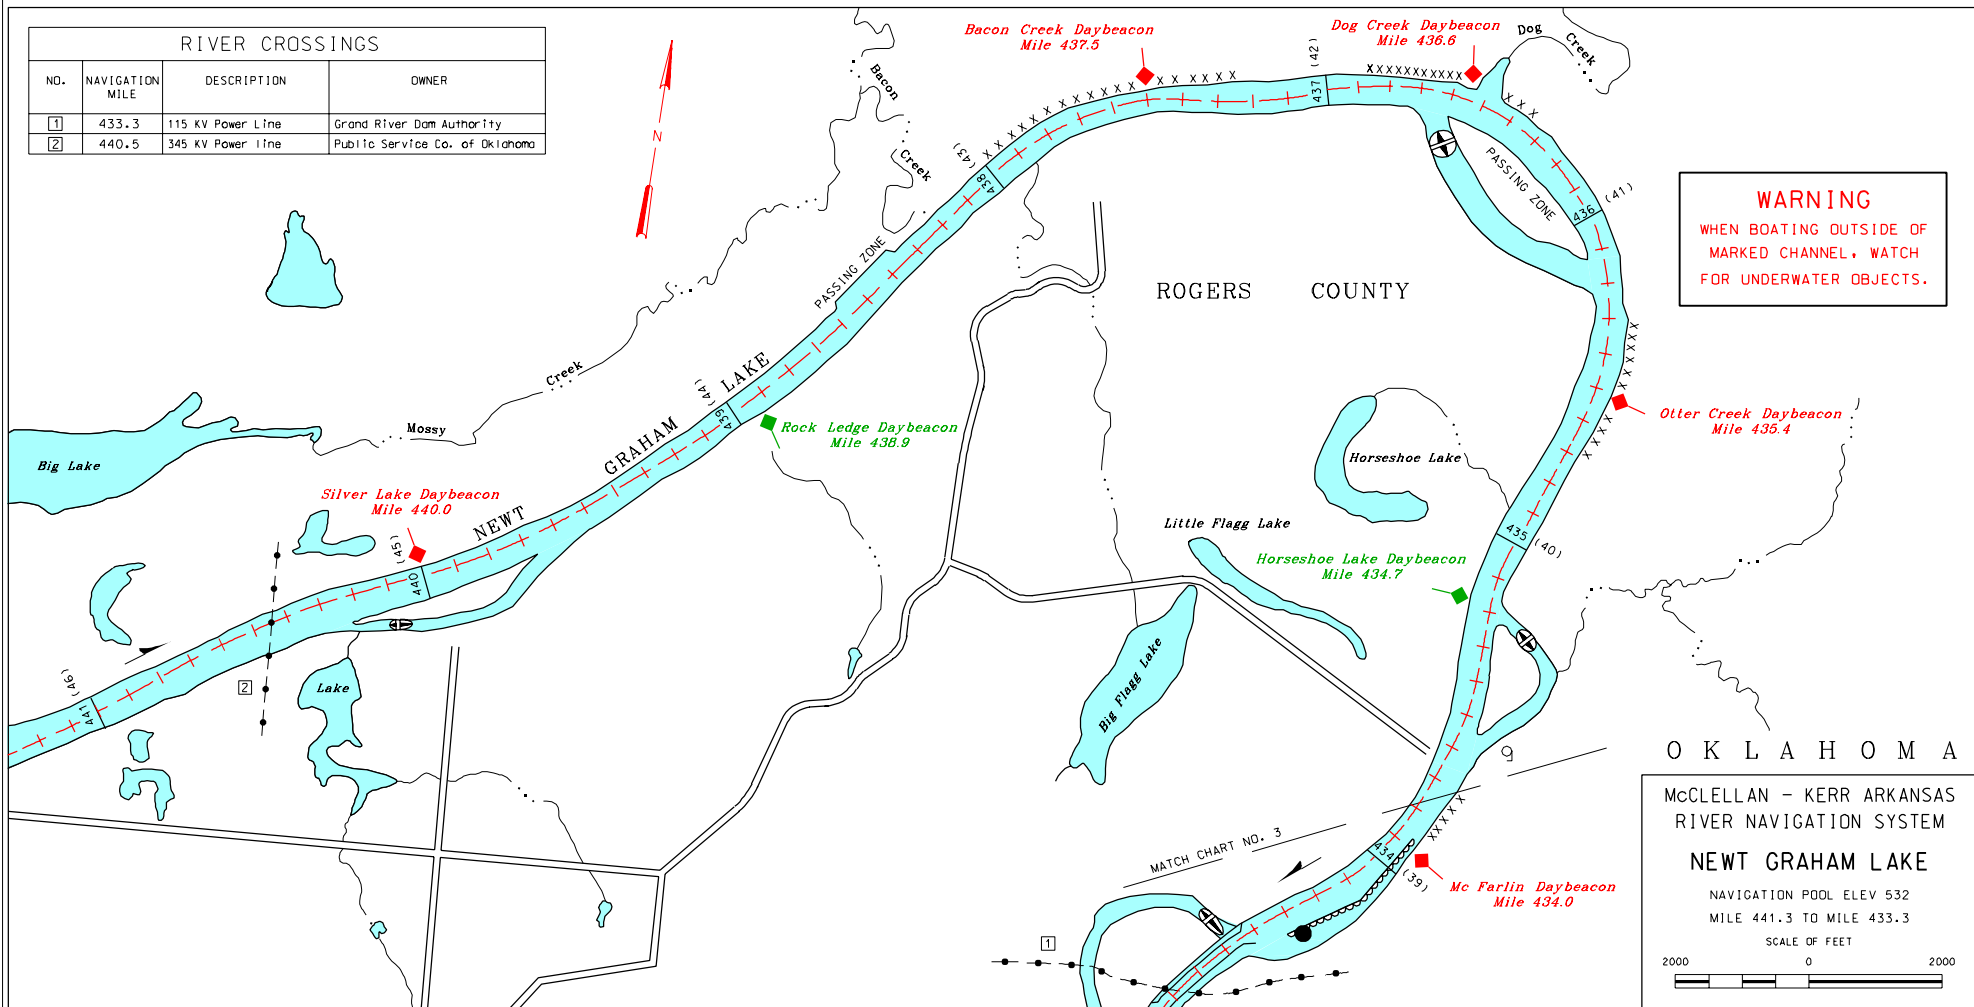 RIVER CROSSINGS
NO. NAVIGATION MILE DESCRIPTION OWNER
1 433.3 115 KV Power Line Grand River Dam Authority
2 440.5 345 KV Power line Public Service Co. of Oklahoma
N
Bacon Creek Daybeacon
Mile 437.5
Dog Creek Daybeacon
Mile 436.6
Dog
Creek
Bacon
Creek
(42)
437
(43)
438
PASSING ZONE
436
(41)
WARNING
WHEN BOATING OUTSIDE OF
MARKED CHANNEL, WATCH
FOR UNDERWATER OBJECTS.
PASSING ZONE
ROGERS COUNTY
Creek
Mossy
Big Lake
(44)
439
NEWT GRAHAM LAKE
Rock Ledge Daybeacon
Mile 438.9
Otter Creek Daybeacon
Mile 435.4
Horseshoe Lake
Silver Lake Daybeacon
Mile 440.0
(45)
440
Little Flagg Lake
435
(40)
Horseshoe Lake Daybeacon
Mile 434.7
Big Flagg Lake
(46)
441
2
Lake
9
MATCH CHART NO. 3
434
(39)
Mc Farlin Daybeacon
Mile 434.0
1
OKLAHOMA
McCLELLAN - KERR ARKANSAS
RIVER NAVIGATION SYSTEM
NEWT GRAHAM LAKE
NAVIGATION POOL ELEV 532
MILE 441.3 TO MILE 433.3
SCALE OF FEET
2000 0 2000